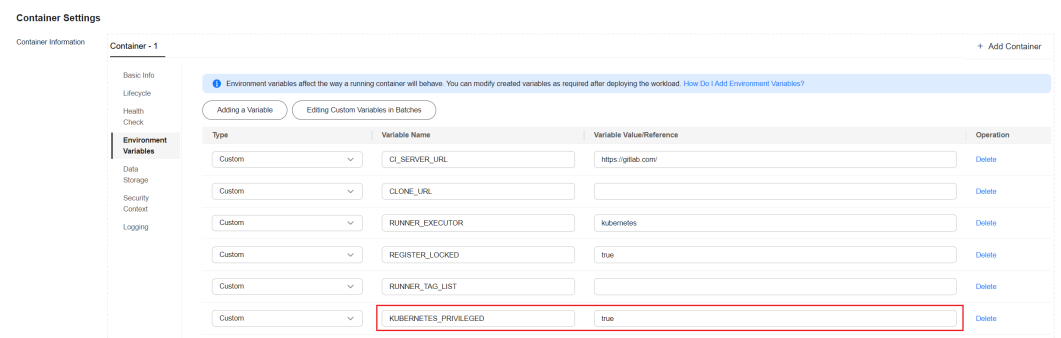 Container Settings
Container Information
Container - 1
+ Add Container
Basic Info
Lifecycle
Health
Check
Environment
Variables
Data
Storage
Security
Context
Logging
Environment variables affect the way a running container will behave. You can modify created variables as required after deploying the workload. How Do I Add Environment Variables?
Adding a Variable Editing Custom Variables in Batches
Type Variable Name Variable Value/Reference Operation
Custom CI_SERVER_URL https://gitlab.com/ Delete
Custom CLONE_URL Delete
Custom RUNNER_EXECUTOR kubernetes Delete
Custom REGISTER_LOCKED true Delete
Custom RUNNER_TAG_LIST Delete
Custom KUBERNETES_PRIVILEGED true Delete